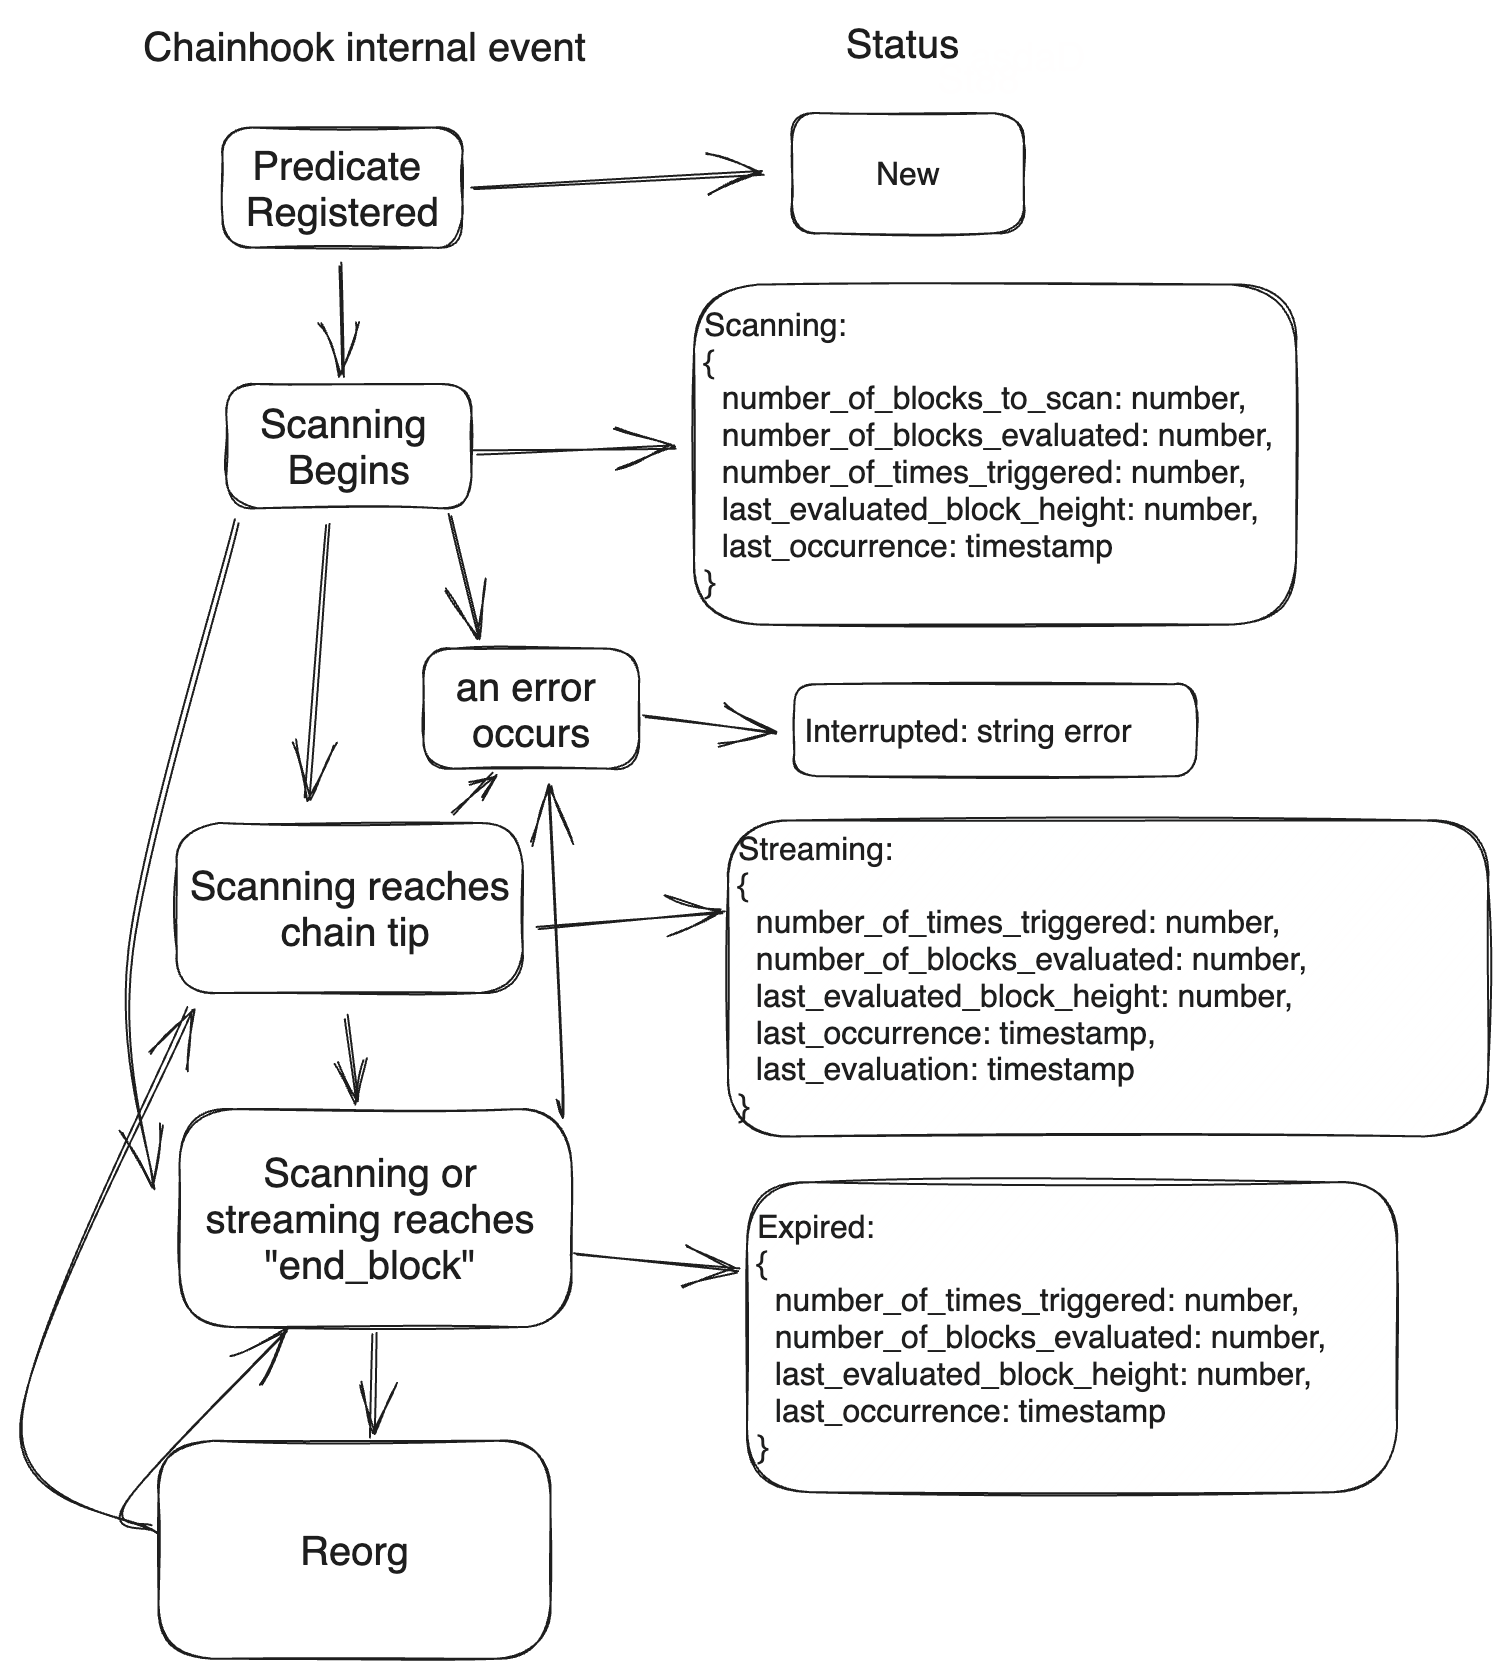 Chainhook internal event
Status
Predicate
Registered
New
Scanning
Begins
Scanning:
{
number_of_blocks_to_scan: number,
number_of_blocks_evaluated: number,
number_of_times_triggered: number,
last_evaluated_block_height: number,
last_occurrence: timestamp
}
an error
occurs
Interrupted: string error
Scanning reaches
chain tip
Streaming:
{
number_of_times_triggered: number,
number_of_blocks_evaluated: number,
last_evaluated_block_height: number,
last_occurrence: timestamp,
last_evaluation: timestamp
}
Scanning or
streaming reaches
"end_block"
Expired:
{
number_of_times_triggered: number,
number_of_blocks_evaluated: number,
last_evaluated_block_height: number,
last_occurrence: timestamp
}
Reorg